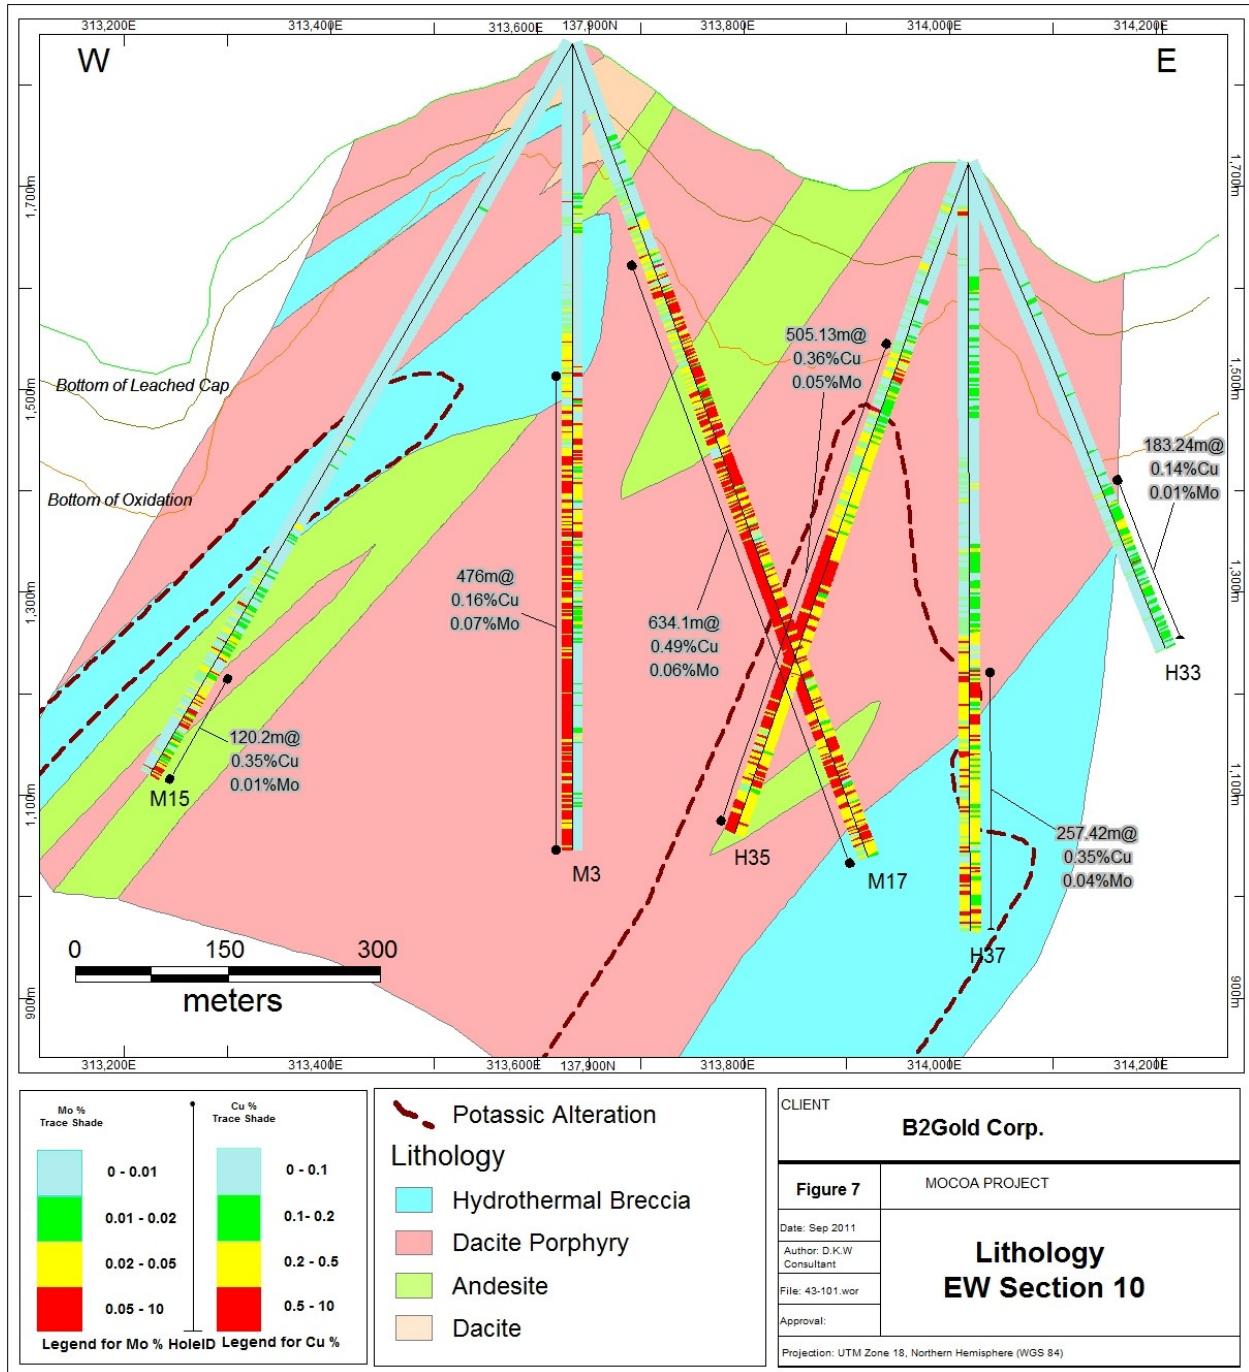 313,200E 313,400E 313,600E 137,900N 313,800E 314,000E 314,200E
W E
1,700m 1,700m
1,500m 1,500m
1,300m 1,300m
1,100m 1,100m
900m 900m
Bottom of Leached Cap
Bottom of Oxidation
505.13m@
0.36%Cu
0.05%Mo
183.24m@
0.14%Cu
0.01%Mo
476m@
0.16%Cu
0.07%Mo
634.1m@
0.49%Cu
0.06%Mo
H33
120.2m@
0.35%Cu
0.01%Mo
M15
257.42m@
0.35%Cu
0.04%Mo
M3
H35
M17
H37
0 150 300
meters
313,200E 313,400E 313,600E 137,900N 313,800E 314,000E 314,200E
Mo %
Trace Shade
0 - 0.01
0.01 - 0.02
0.02 - 0.05
0.05 - 10
Cu %
Trace Shade
0 - 0.1
0.1- 0.2
0.2 - 0.5
0.5 - 10
Legend for Mo % HoleID Legend for Cu %
Potassic Alteration
Lithology
Hydrothermal Breccia
Dacite Porphyry
Andesite
Dacite
CLIENT
B2Gold Corp.
Figure 7
MOCOA PROJECT
Date: Sep 2011
Author: D.K.W
Consultant
File: 43-101.wor
Approval:
Lithology
EW Section 10
Projection: UTM Zone 18, Northern Hemisphere (WGS 84)